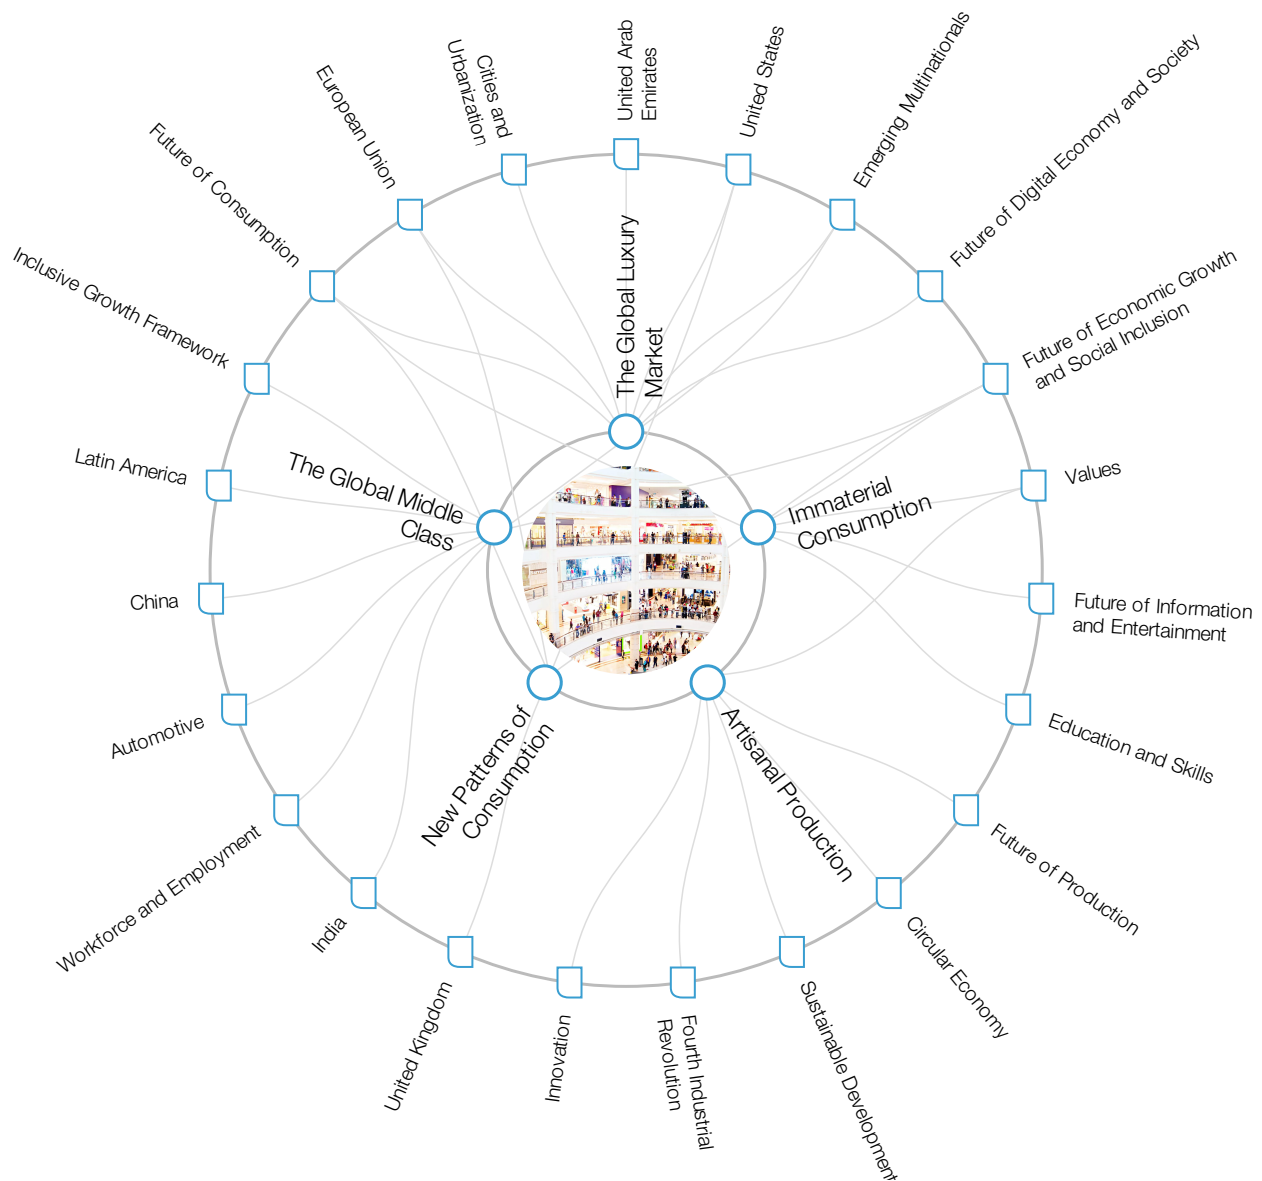 United Arab
Emirates
United States
Emerging Multinationals
Future of Digital Economy and Society
Future of Economic Growth
and Social Inclusion
Values
Future of Information
and Entertainment
Education and Skills
Future of Production
Circular Economy
Sustainable Development
Fourth Industrial
Revolution
Innovation
United Kingdom
India
Workforce and Employment
Automotive
China
Latin America
Inclusive Growth Framework
Future of Consumption
European Union
Cities and
Urbanization
The Global Luxury
Market
Immaterial
Consumption
Artisanal Production
New Patterns of
Consumption
The Global Middle
Class